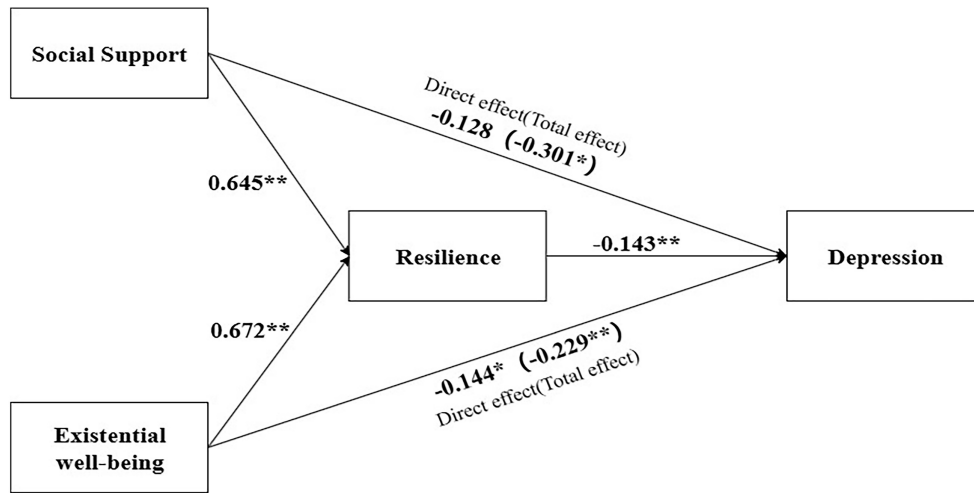 Social Support
Direct effect(Total effect)
-0.128 (-0.301*)
0.645**
Resilience
-0.143**
Depression
0.672**
-0.144* (-0.229**)
Direct effect(Total effect)
Existential
well-being